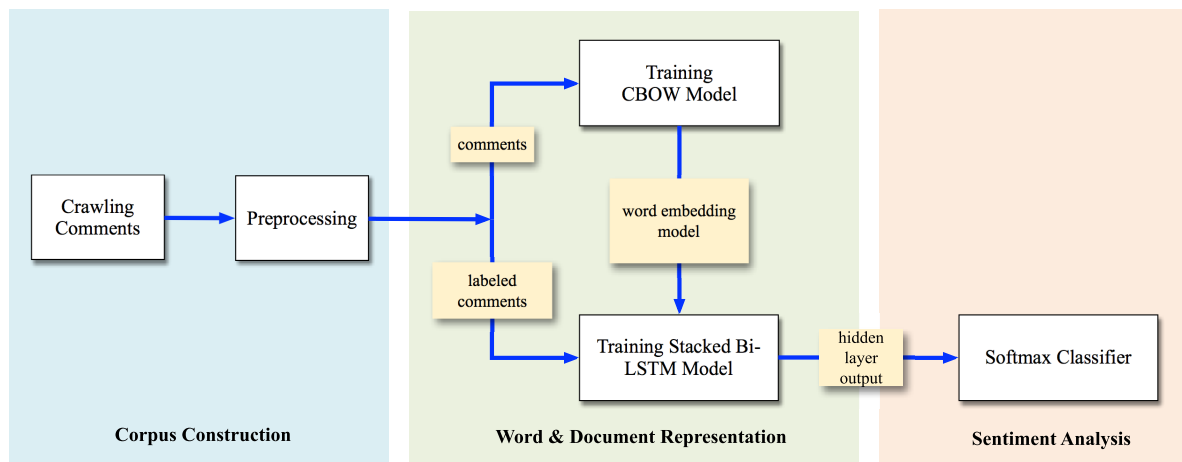 Crawling
Comments
Preprocessing
comments
labeled
comments
Training
CBOW Model
word embedding
model
Training Stacked Bi-
LSTM Model
hidden
layer
output
Softmax Classifier
Corpus Construction
Word & Document Representation
Sentiment Analysis